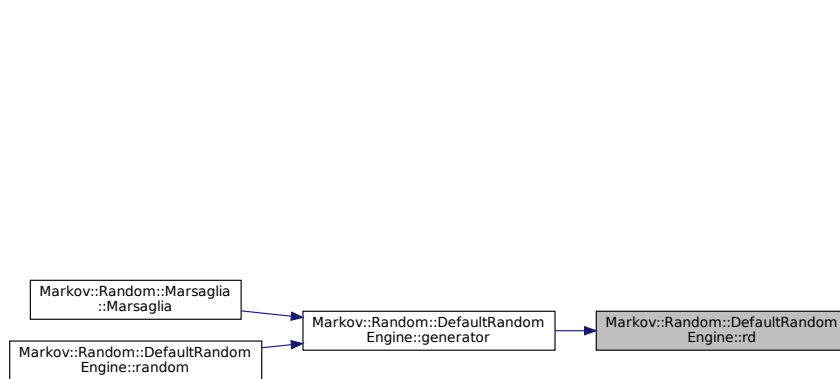 Markov::Random::Marsaglia
::Marsaglia
Markov::Random::DefaultRandom
Engine::generator
Markov::Random::DefaultRandom
Engine::rd
Markov::Random::DefaultRandom
Engine::random